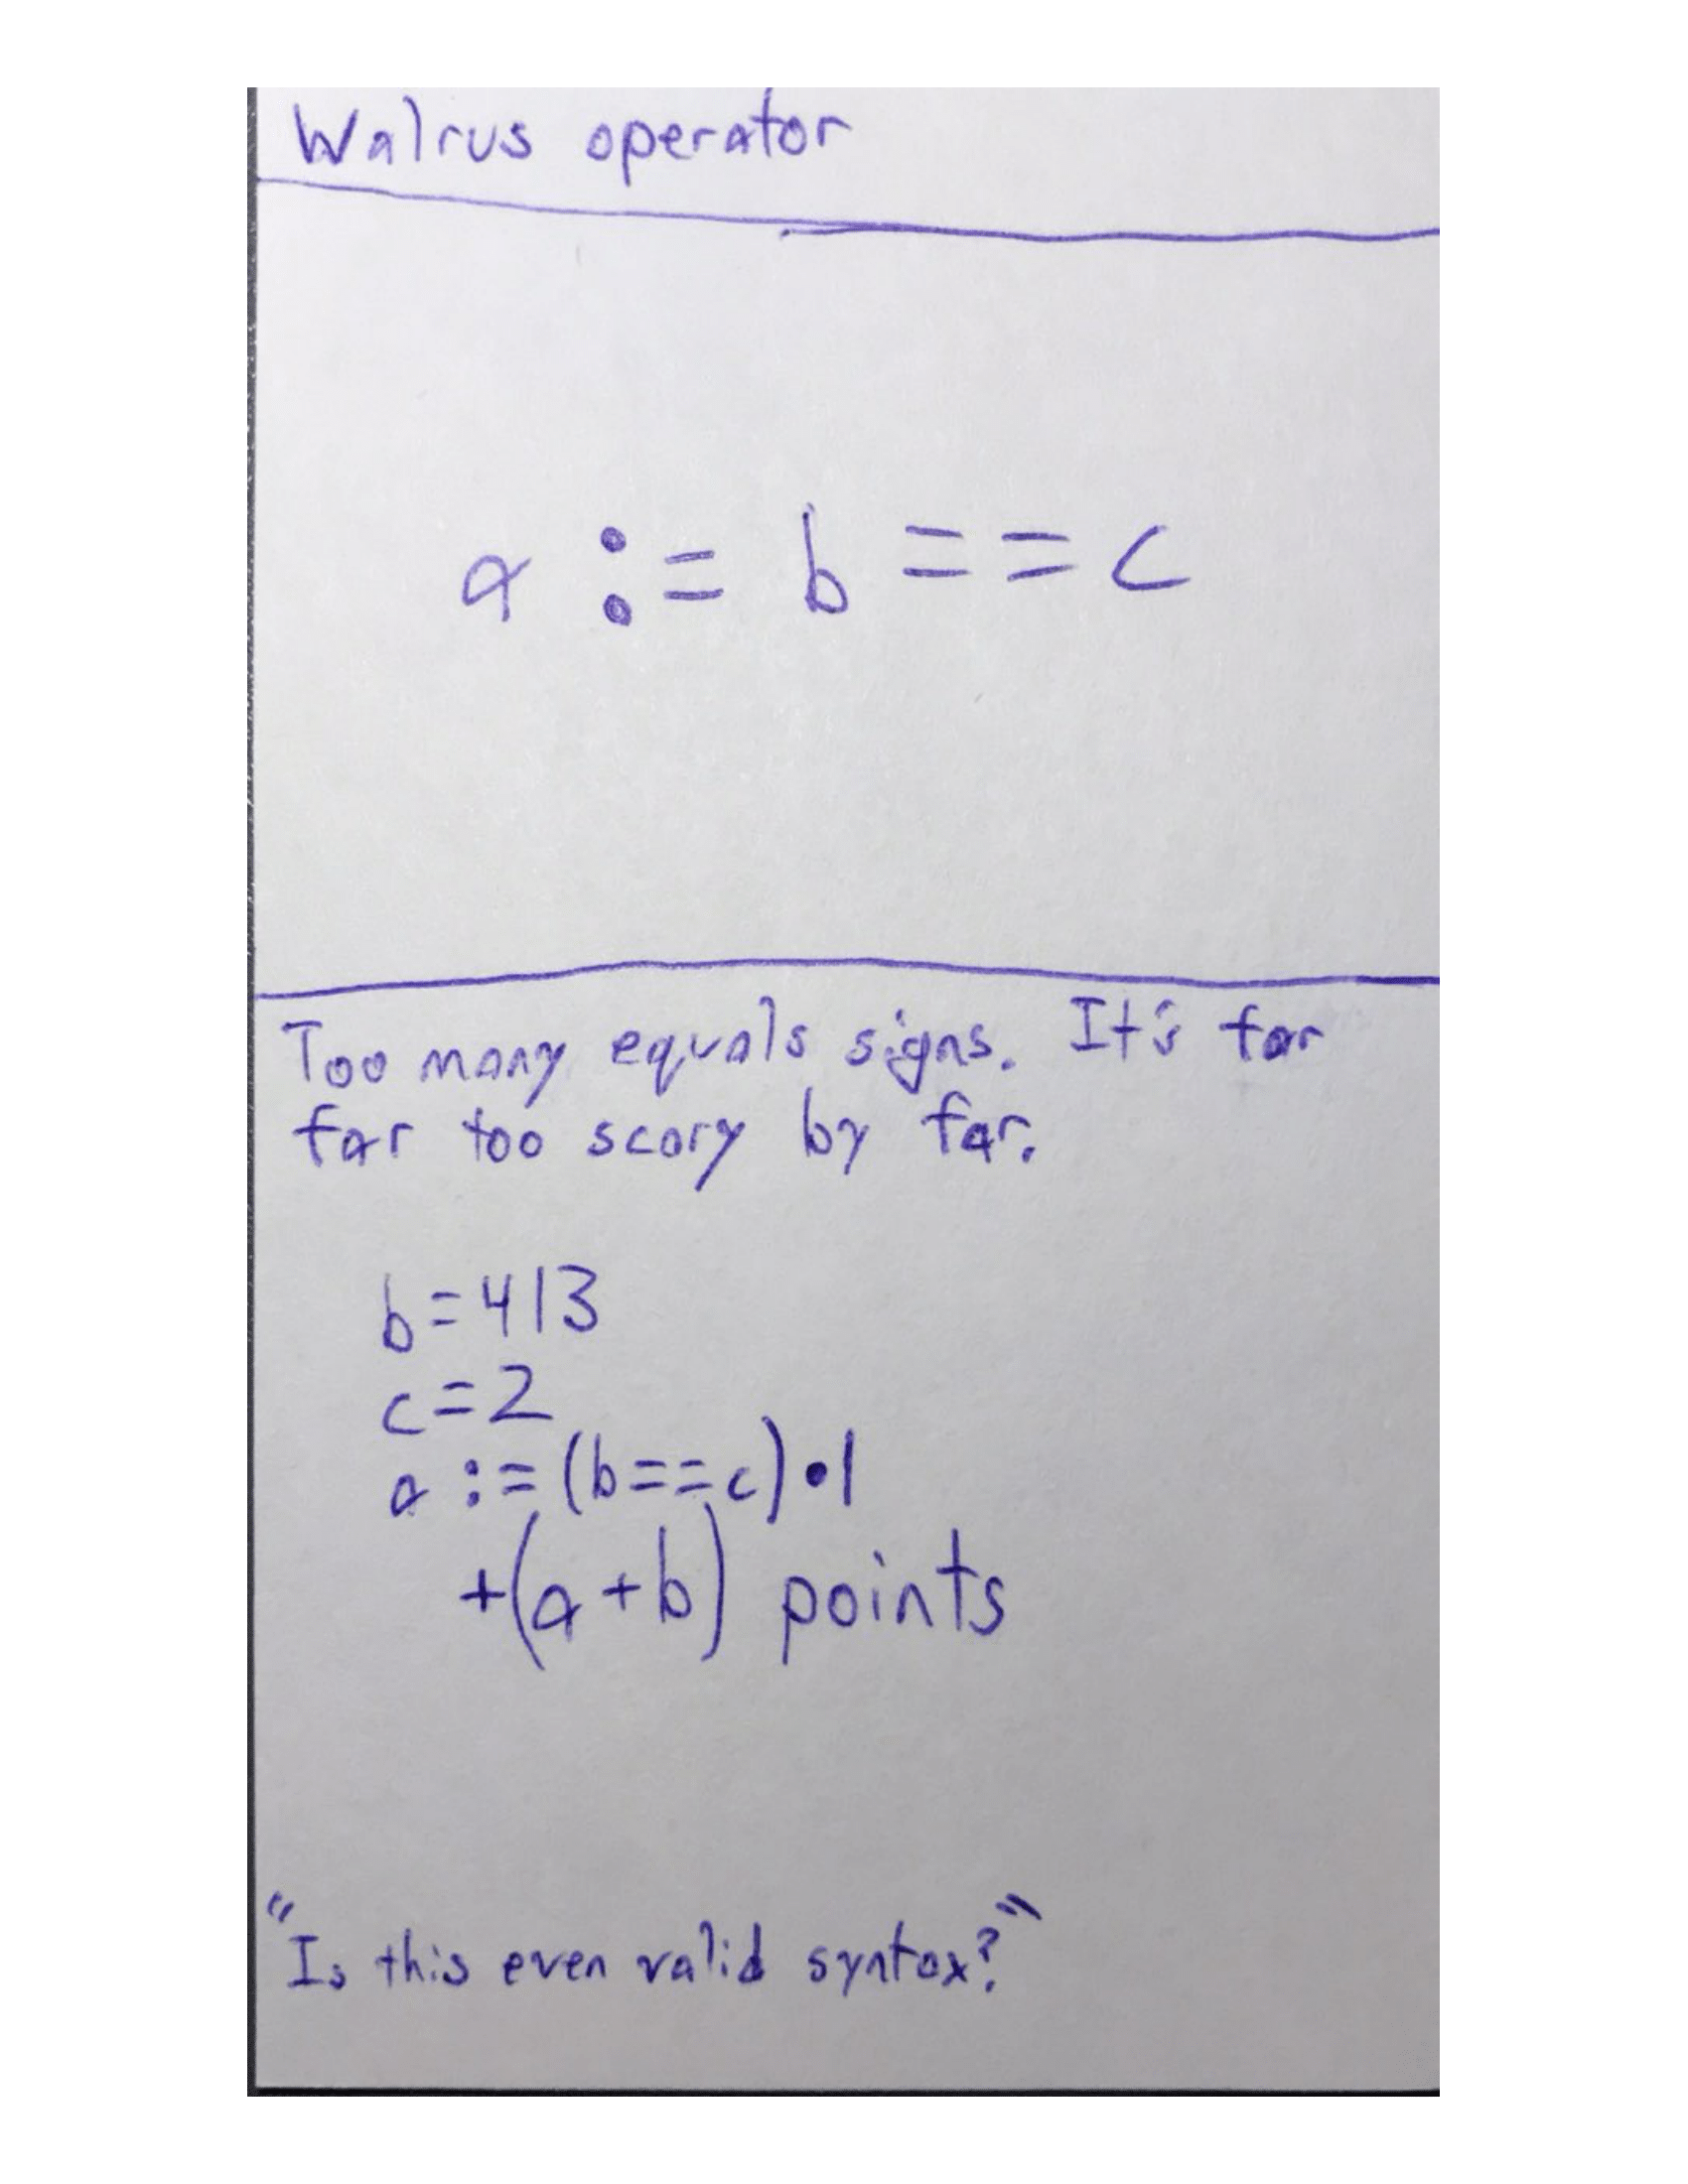 Walrus operator
a := b == c
Too many equals signs. It's far
far too scary by far.
b=413
c=2
a :=(b==c)•1
+(a+b) points
"Is this even valid syntax?"